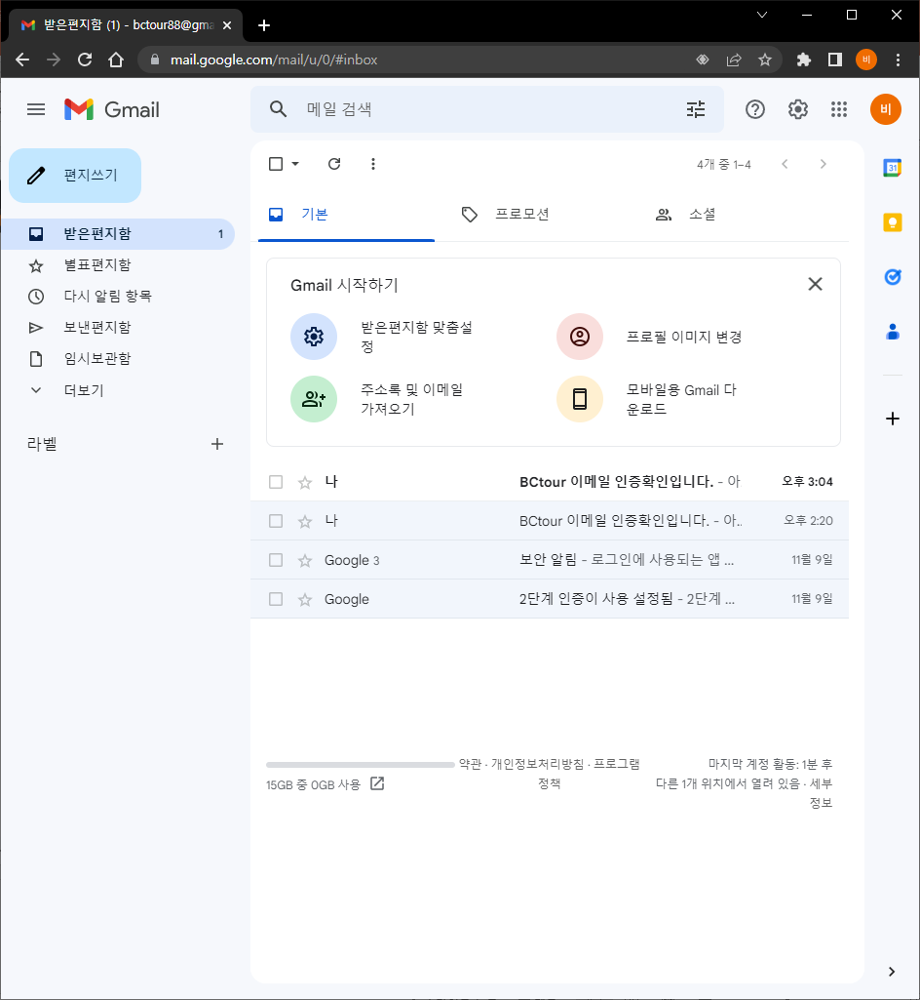 받은편지함 (1) - bctour88@gma
mail.google.com/mail/u/0/#inbox
비
Gmail
메일 검색
비
편지쓰기
4개 중 1–4
31
기본
프로모션
소셜
받은편지함 1
별표편지함
다시 알림 항목
보낸편지함
임시보관함
더보기
라벨
Gmail 시작하기
받은편지함 맞춤설
정
프로필 이미지 변경
주소록 및 이메일
가져오기
모바일용 Gmail 다
운로드
나 BCtour 이메일 인증확인입니다. - 아 오후 3:04
나 BCtour 이메일 인증확인입니다. - 아.. 오후 2:20
Google 3 보안 알림 - 로그인에 사용되는 앱 ... 11월 9일
Google 2단계 인증이 사용 설정됨 - 2단계 ... 11월 9일
15GB 중 0GB 사용
약관 · 개인정보처리방침 · 프로그램
정책
마지막 계정 활동: 1분 후
다른 1개 위치에서 열려 있음 · 세부
정보